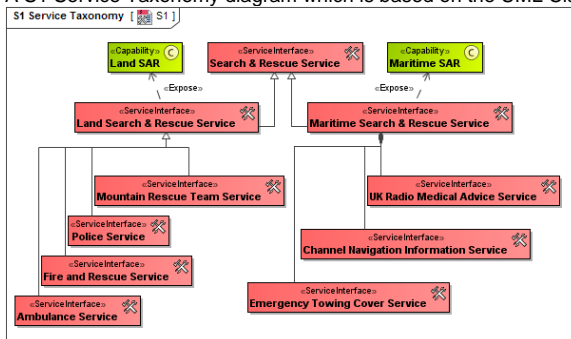 A S1 Service Taxonomy diagram which is based on the UML
S1 Service Taxonomy [ S1 ]
«Capability» C
Land SAR
«ServiceInterface»
Search & Rescue Service
«Capability» C
Maritime SAR
«Expose»
«Expose»
«ServiceInterface»
Land Search & Rescue Service
«ServiceInterface»
Maritime Search & Rescue Service
«ServiceInterface»
Mountain Rescue Team Service
«ServiceInterface»
UK Radio Medical Advice Service
«ServiceInterface»
Police Service
«ServiceInterface»
Channel Navigation Information Service
«ServiceInterface»
Fire and Rescue Service
«ServiceInterface»
Emergency Towing Cover Service
«ServiceInterface»
Ambulance Service